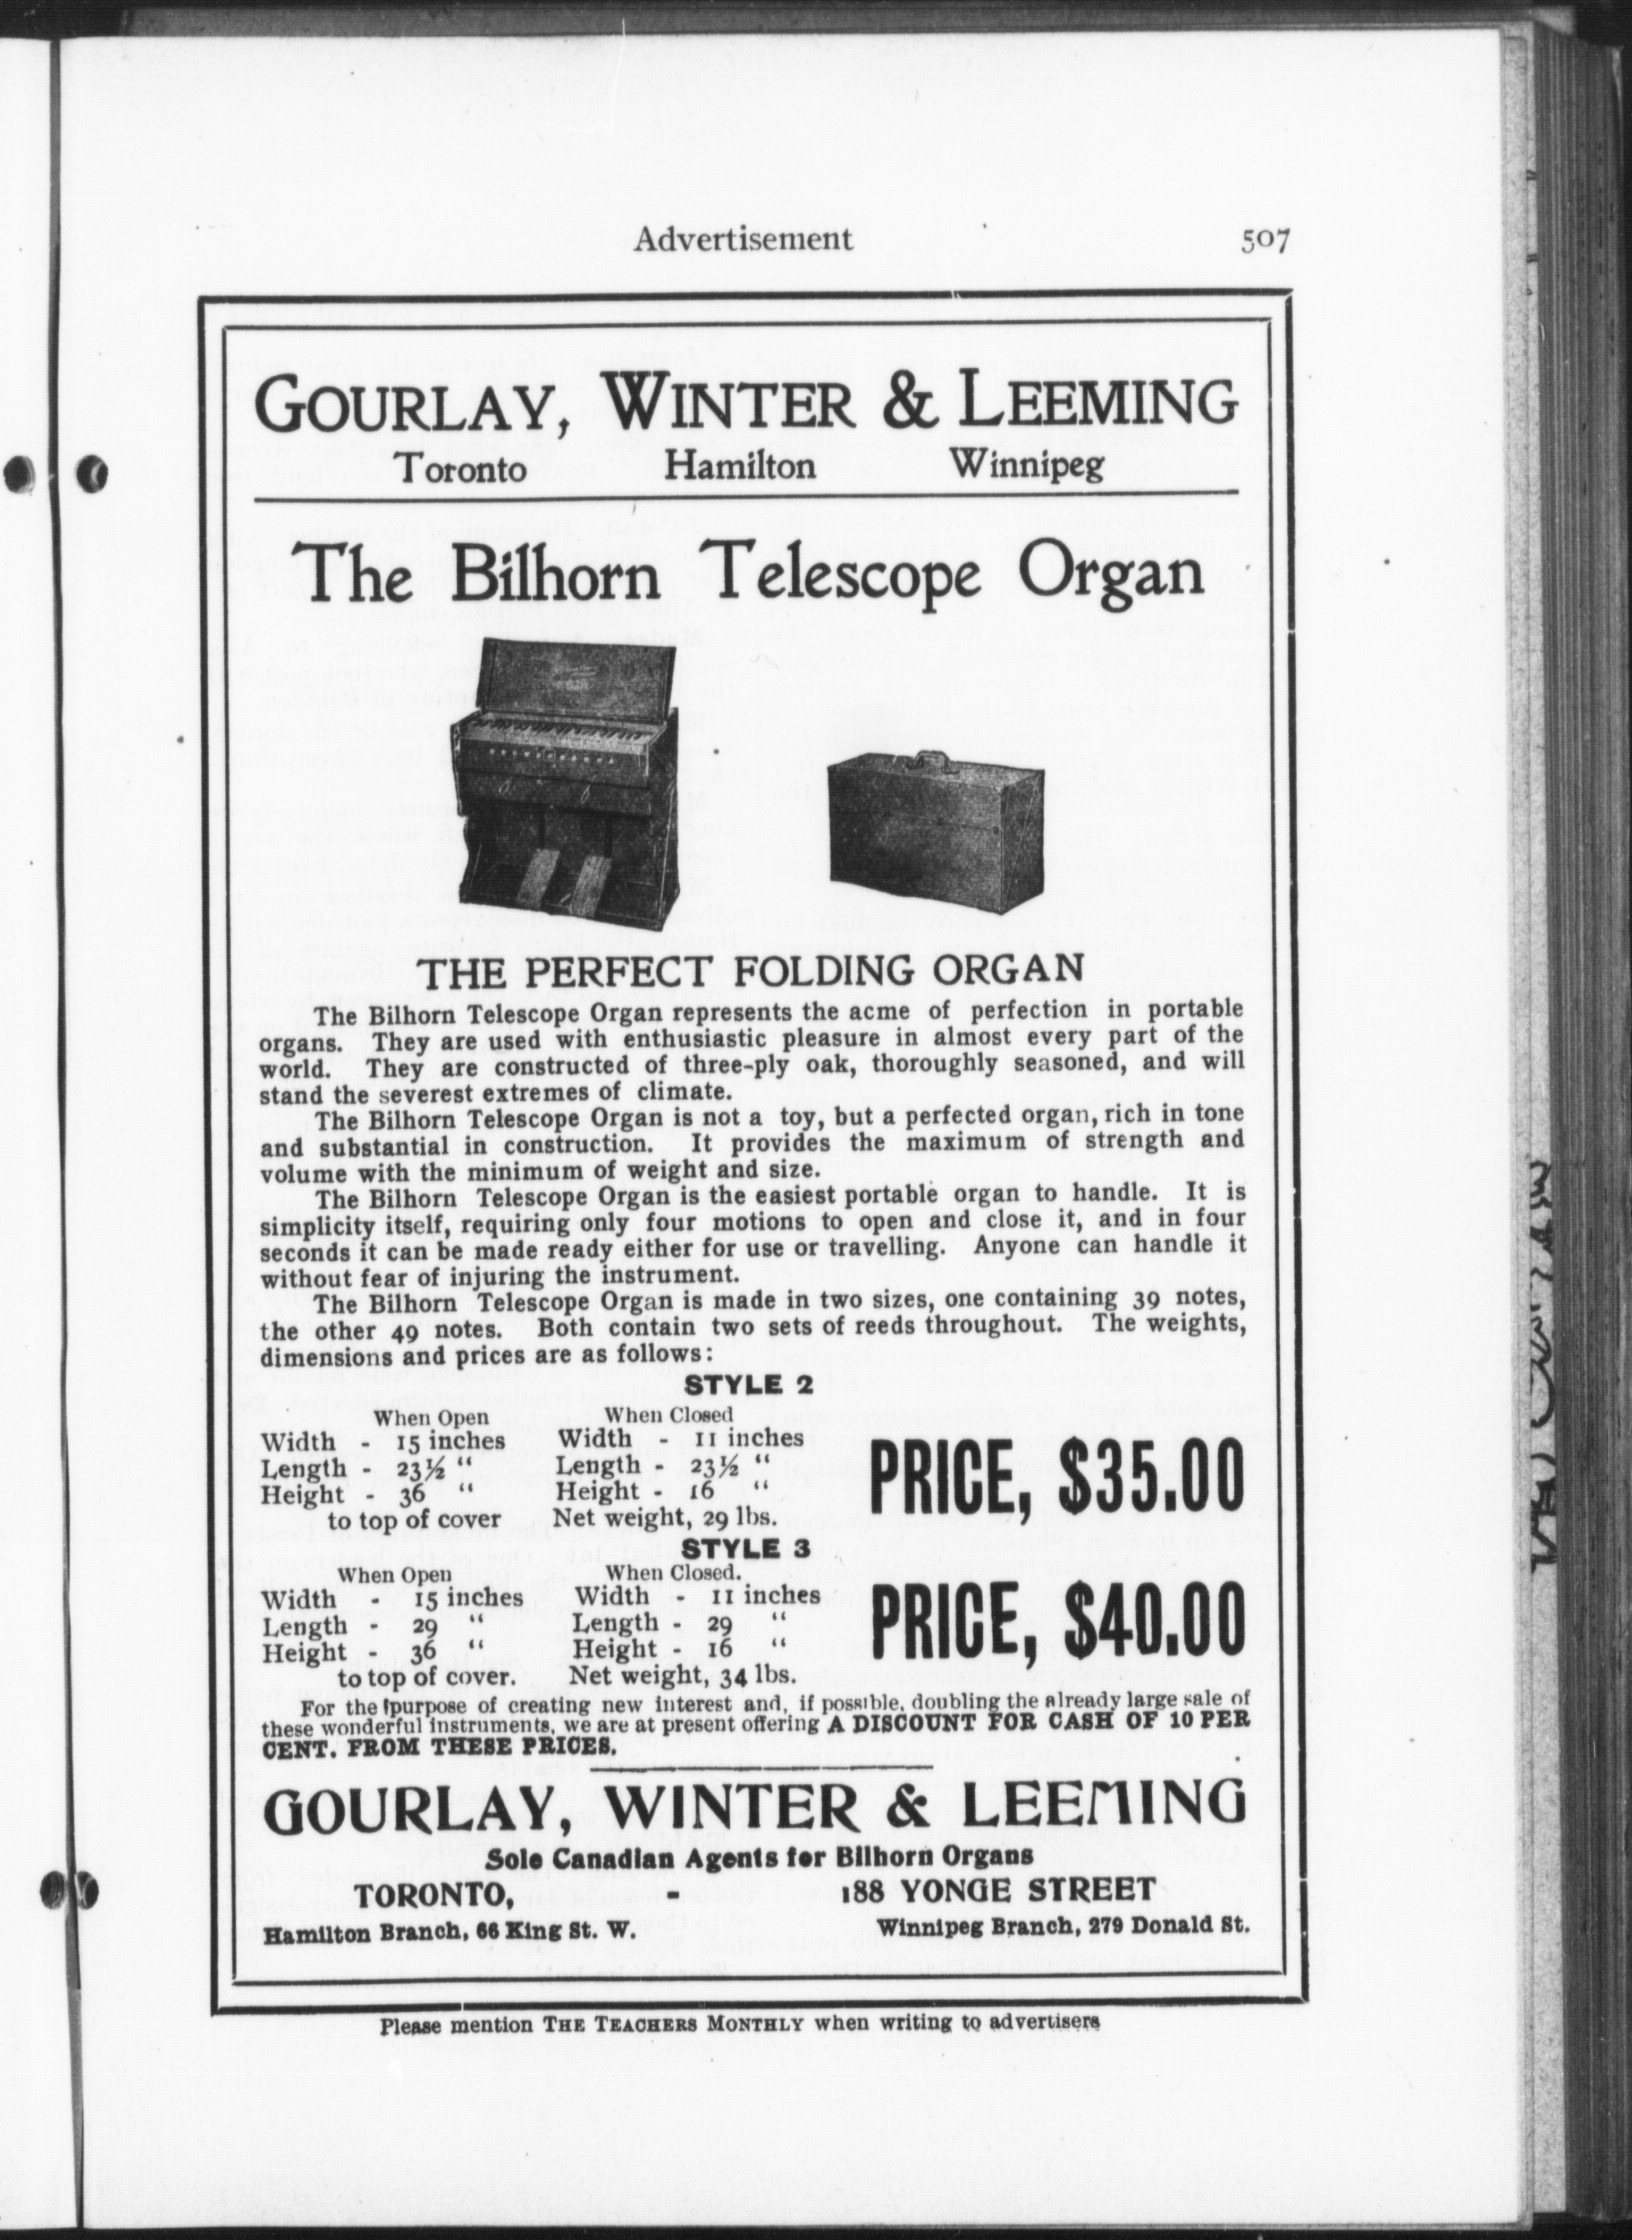 Advertisement 507
GOURLAY, WINTER & LEEMING
Toronto Hamilton Winnipeg
The Bilhorn Telescope Organ
THE PERFECT FOLDING ORGAN
The Bilhorn Telescope Organ represents the acme of perfection in portable
organs. They are used with enthusiastic pleasure in almost every part of the
world. They are constructed of three-ply oak, thoroughly seasoned, and will
stand the severest extremes of climate.
The Bilhorn Telescope Organ is not a toy, but a perfected organ, rich in tone
and substantial in construction. It provides the maximum of strength and
volume with the minimum of weight and size.
The Bilhorn Telescope Organ is the easiest portable organ to handle. It is
simplicity itself, requiring only four motions to open and close it, and in four
seconds it can be made ready either for use or travelling. Anyone can handle it
without fear of injuring the instrument.
The Bilhorn Telescope Organ is made in two sizes, one containing 39 notes,
the other 49 notes. Both contain two sets of reeds throughout. The weights,
dimensions and prices are as follows:
STYLE 2
When Open When Closed
Width - 15 inches Width - 11 inches
Length - 23½ " Length - 23½ "
Height - 36 " Height - 16 "
to top of cover Net weight, 29 lbs.
PRICE, $35.00
STYLE 3
When Open When Closed.
Width - 15 inches Width - 11 inches
Length - 29 " Length - 29 "
Height - 36 " Height - 16 "
to top of cover. Net weight, 34 lbs.
PRICE, $40.00
For the purpose of creating new interest and, if possible, doubling the already large sale of
these wonderful instruments, we are at present offering A DISCOUNT FOR CASH OF 10 PER
CENT. FROM THESE PRICES.
GOURLAY, WINTER & LEEMING
Sole Canadian Agents for Bilhorn Organs
TORONTO, - 188 YONGE STREET
Hamilton Branch, 66 King St. W. Winnipeg Branch, 279 Donald St.
Please mention THE TEACHERS MONTHLY when writing to advertisers